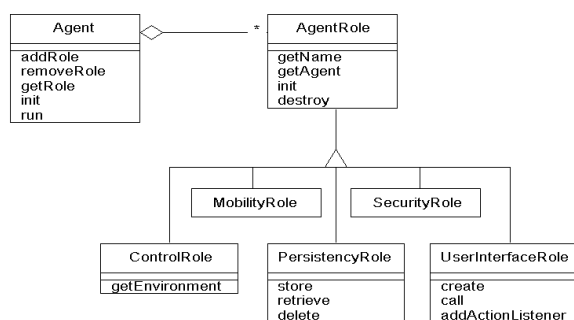 Agent
addRole
removeRole
getRole
init
run
*
AgentRole
getName
getAgent
init
destroy
MobilityRole
SecurityRole
ControlRole
getEnvironment
PersistencyRole
store
retrieve
delete
UserInterfaceRole
create
call
addActionListener